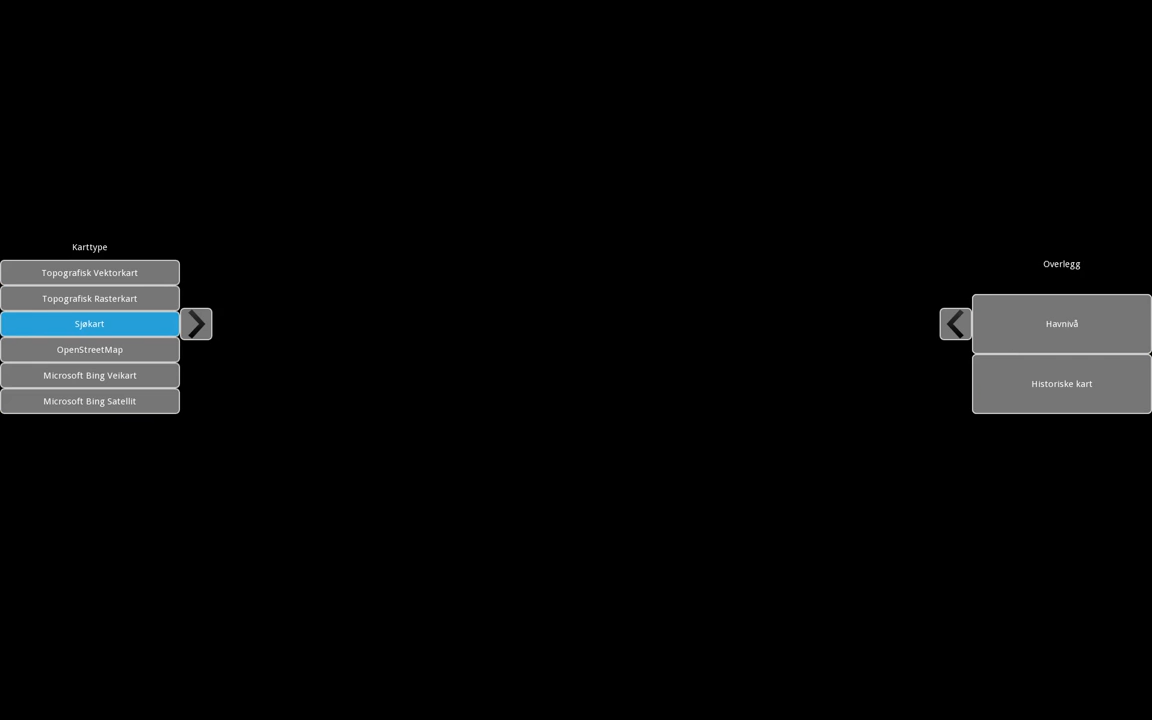 Karttype
Topografisk Vektorkart
Topografisk Rasterkart
Sjøkart
OpenStreetMap
Microsoft Bing Veikart
Microsoft Bing Satellit
Overlegg
Havnivå
Historiske kart